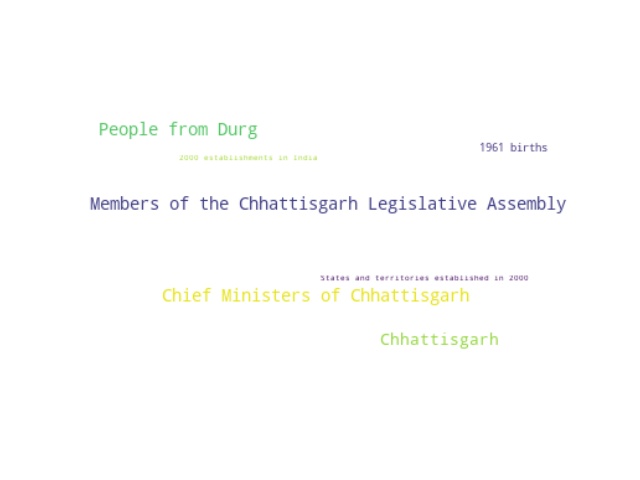 People from Durg
1961 births
2000 establishments in India
Members of the Chhattisgarh Legislative Assembly
States and territories established in 2000
Chief Ministers of Chhattisgarh
Chhattisgarh